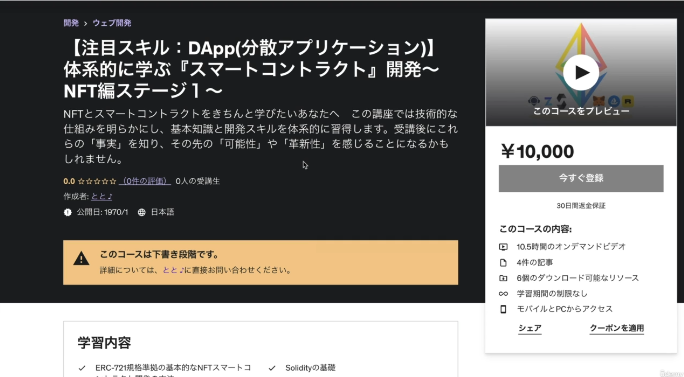 開発 › ウェブ開発
【注目スキル：DApp(分散アプリケーション)】
体系的に学ぶ『スマートコントラクト』開発〜
NFT編ステージ１〜
NFTとスマートコントラクトをきちんと学びたいあなたへ　この講座では技術的な
仕組みを明らかにし、基本知識と開発スキルを体系的に習得します。受講後にこれ
らの「事実」を知り、その先の「可能性」や「革新性」を感じることになるかも
しれません。
0.0 ☆☆☆☆☆ (0件の評価) 0人の受講生
作成者: とと♪
公開日: 1970/1 日本語
このコースは下書き段階です。
詳細については、とと♪に直接お問い合わせください。
学習内容
✓ ERC-721規格準拠の基本的なNFTスマートコ
✓ Solidityの基礎
このコースをプレビュー
￥10,000
今すぐ登録
30日間返金保証
このコースの内容:
10.5時間のオンデマンドビデオ
4件の記事
6個のダウンロード可能なリソース
学習期間の制限なし
モバイルとPCからアクセス
シェア クーポンを適用